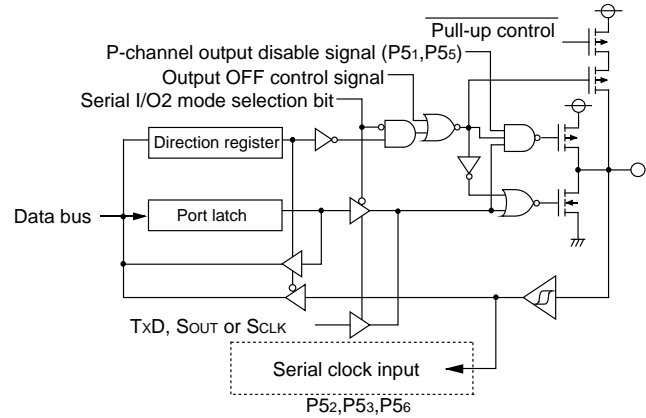 Pull-up control
P-channel output disable signal (P51,P55)
Output OFF control signal
Serial I/O2 mode selection bit
Direction register
Data bus
Port latch
TXD, SOUT or SCLK
Serial clock input
P52,P53,P56